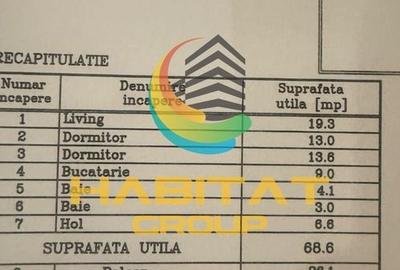 RECAPITULATIE
Numar incapere Denumire incapere Suprafata utila [mp]
1 Living 19.3
2 Dormitor 13.0
3 Dormitor 13.6
4 Bucatarie 9.0
5 Baie 4.1
6 Baie 3.0
7 Hol 6.6
SUPRAFATA UTILA 68.6
HABITAT
GROUP